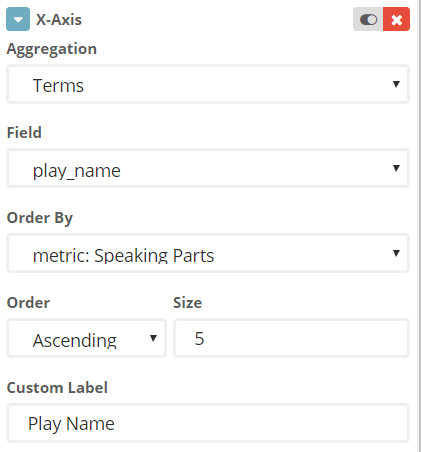 X-Axis
Aggregation
Terms
Field
play_name
Order By
metric: Speaking Parts
Order Size
Ascending 5
Custom Label
Play Name